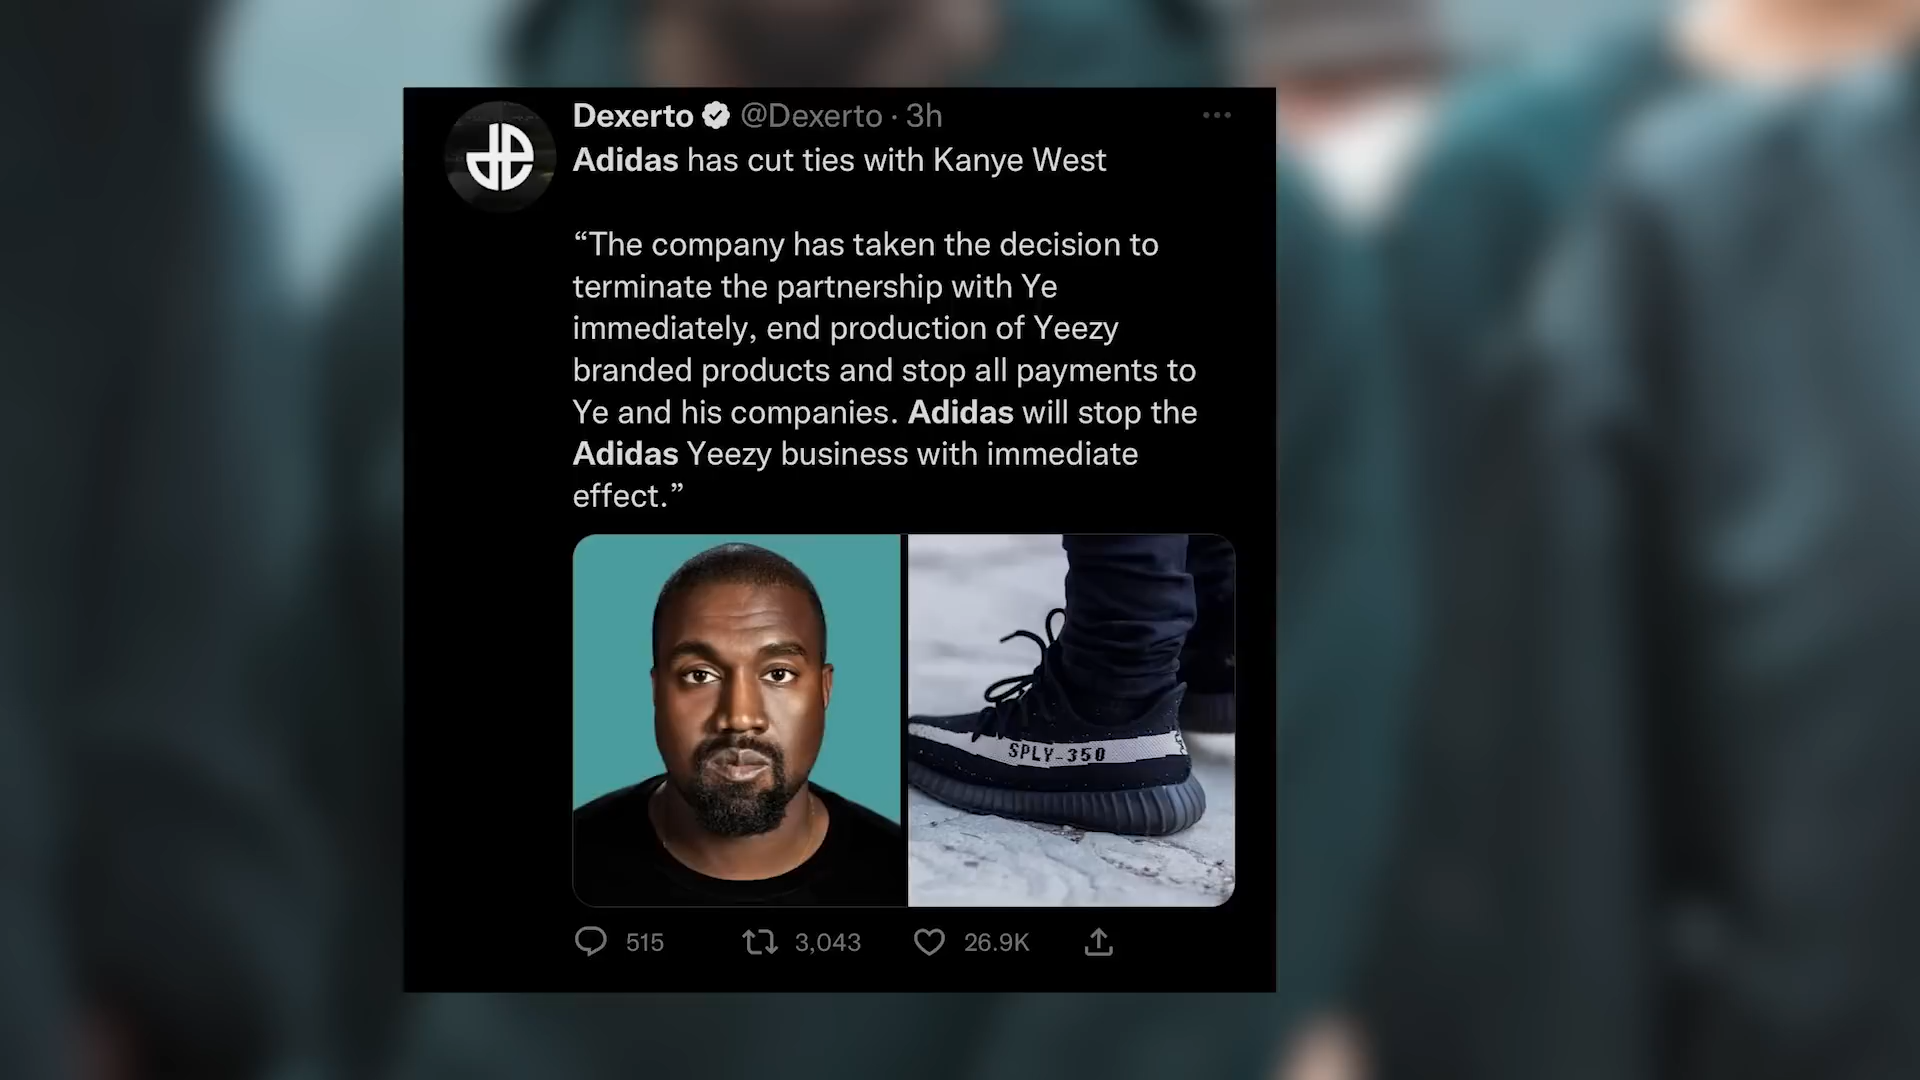 Dexerto @Dexerto · 3h
Adidas has cut ties with Kanye West
“The company has taken the decision to
terminate the partnership with Ye
immediately, end production of Yeezy
branded products and stop all payments to
Ye and his companies. Adidas will stop the
Adidas Yeezy business with immediate
effect.”
SPLY-350
515 3,043 26.9K